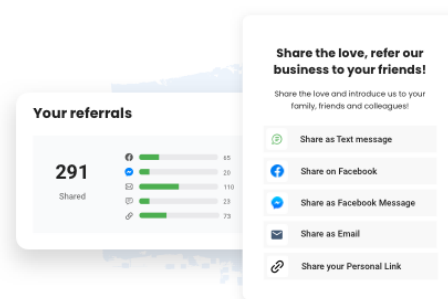 Your referrals
291
Shared
65
20
110
23
73
Share the love, refer our
business to your friends!
Share the love and introduce us to your
family, friends and colleagues!
Share as Text message
Share on Facebook
Share as Facebook Message
Share as Email
Share your Personal Link